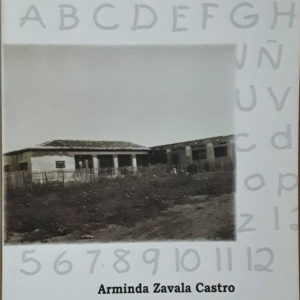 A B C D E F G H
N Ñ
U V
c d
o p
z 1
5 6 7 8 9 10 11 12
Arminda Zavala Castro